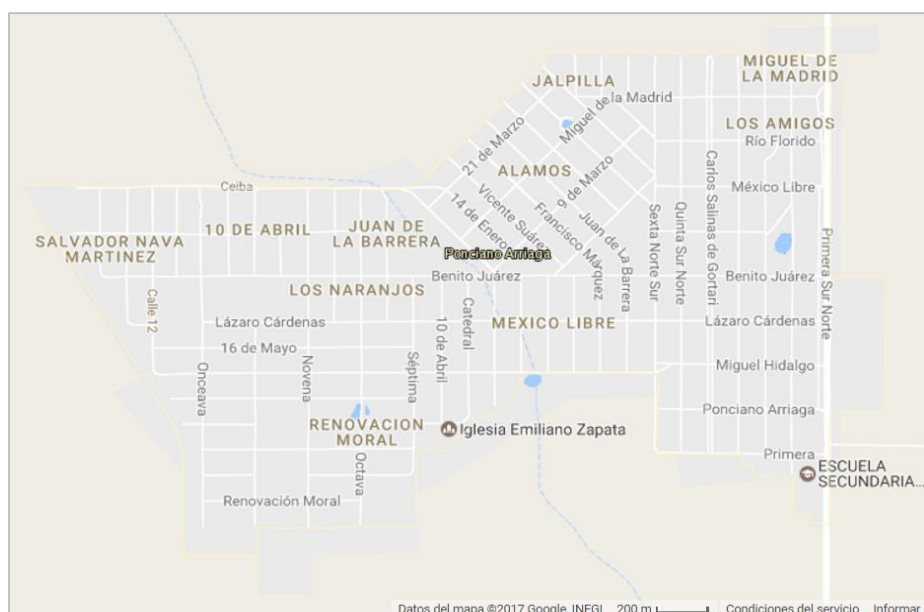 MIGUEL DE
LA MADRID
JALPILLA
Miguel de la Madrid
LOS AMIGOS
21 de Marzo
Río Florido
ALAMOS
9 de Marzo
Carlos Salinas de Gortari
Ceiba
México Libre
Vicente Suárez
14 de Enero
Francisco Márquez
Juan de La Barrera
Sexta Norte Sur
Quinta Sur Norte
10 DE ABRIL
JUAN DE
LA BARRERA
SALVADOR NAVA
MARTINEZ
Primera Sur Norte
Ponciano Arriaga
Benito Juárez
Benito Juárez
LOS NARANJOS
Calle 12
Lázaro Cárdenas
10 de Abril
Catedral
MEXICO LIBRE
Lázaro Cárdenas
16 de Mayo
Onceava
Novena
Séptima
Miguel Hidalgo
Ponciano Arriaga
RENOVACION
MORAL
Iglesia Emiliano Zapata
Primera
Octava
ESCUELA
SECUNDARIA...
Renovación Moral
Datos del mapa ©2017 Google, INEGI 200 m Condiciones del servicio Informar